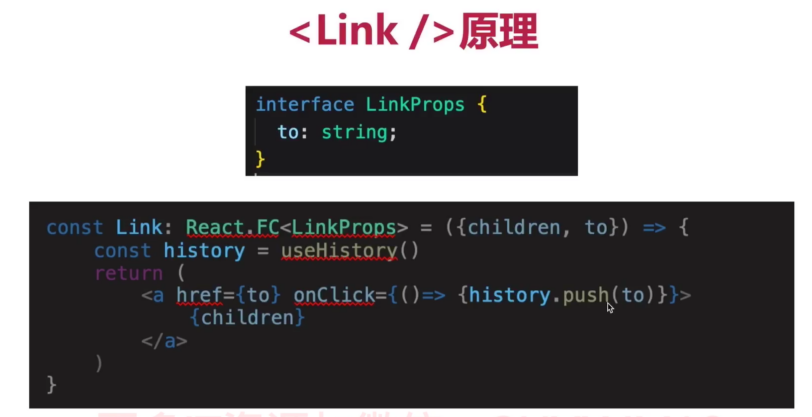 <Link />原理
interface LinkProps {
to: string;
}
const Link: React.FC<LinkProps> = ({children, to}) => {
const history = useHistory()
return (
<a href={to} onClick={()=> {history.push(to)}}>
{children}
</a>
)
}